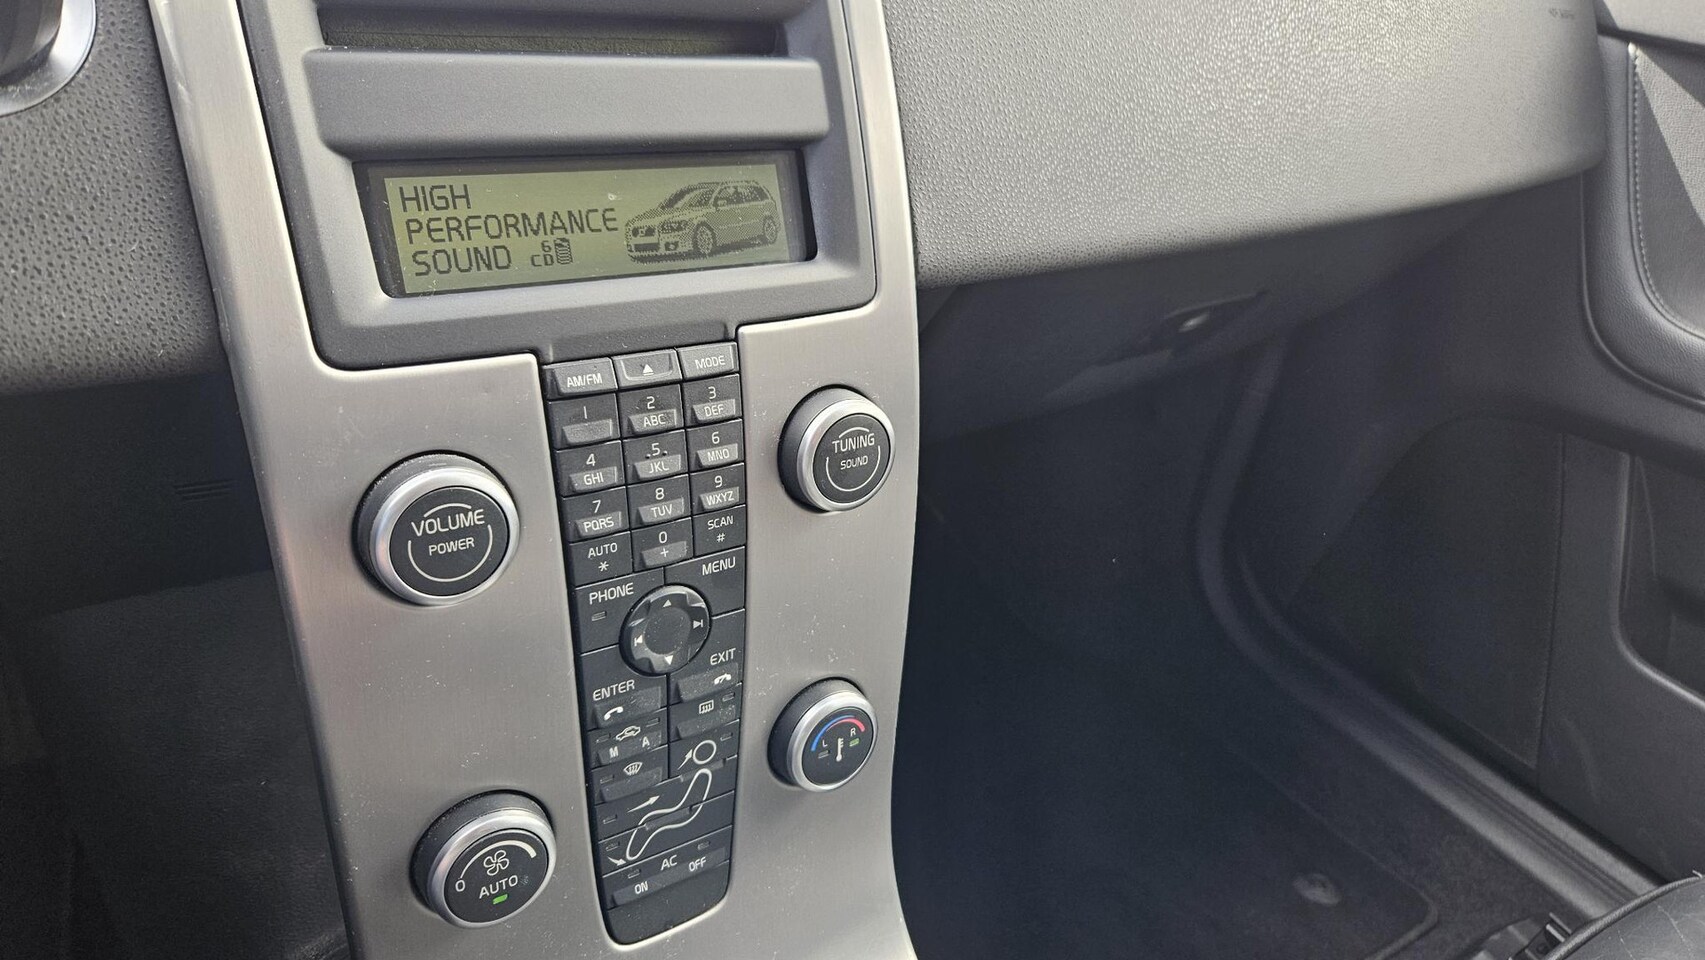 HIGH
PERFORMANCE
SOUND 6
CD
AM/FM
MODE
1
2
ABC
3
DEF
4
GHI
5
JKL
6
MNO
7
PQRS
8
TUV
9
WXYZ
AUTO
*
0
+
SCAN
#
PHONE
MENU
ENTER
EXIT
M A
AC
ON
OFF
VOLUME
POWER
TUNING
SOUND
0
AUTO
L R